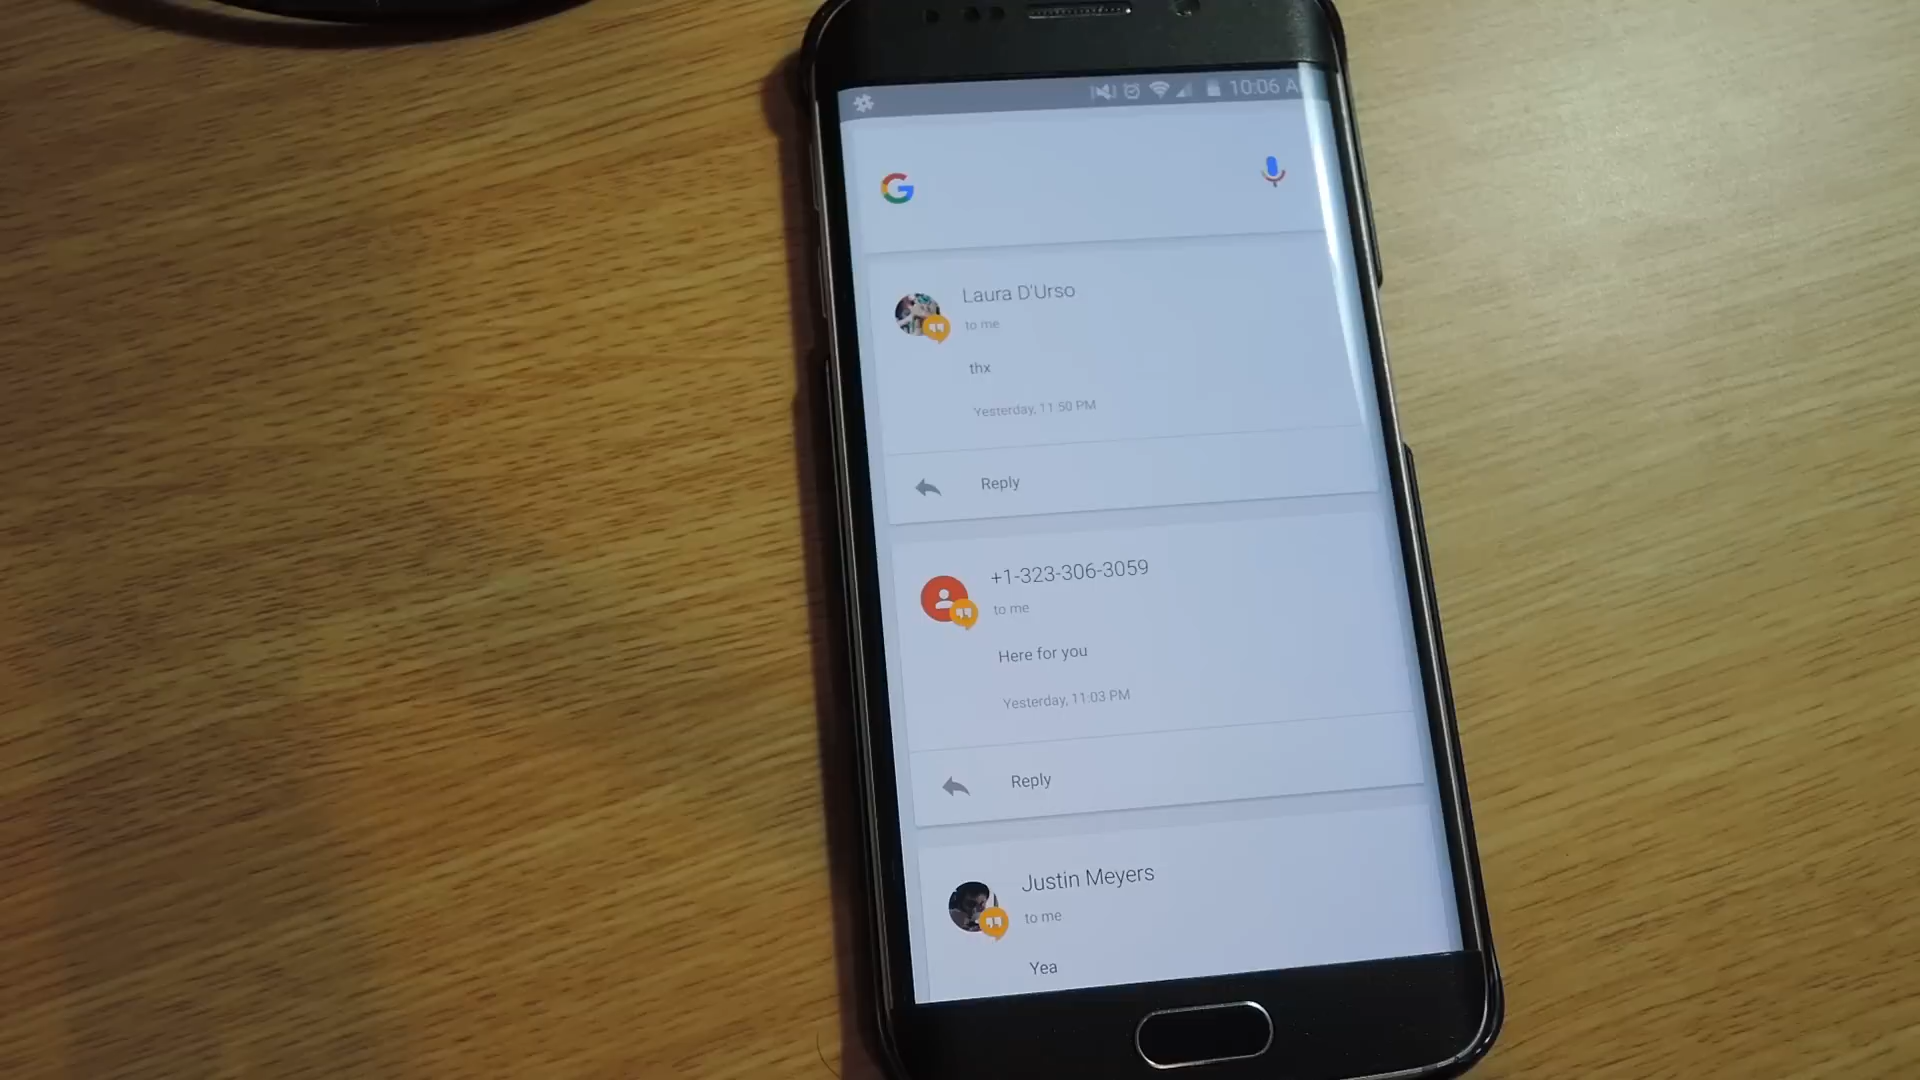 10:06 A
G
Laura D'Urso
to me
thx
Yesterday, 11:50 PM
Reply
+1-323-306-3059
to me
Here for you
Yesterday, 11:03 PM
Reply
Justin Meyers
to me
Yea